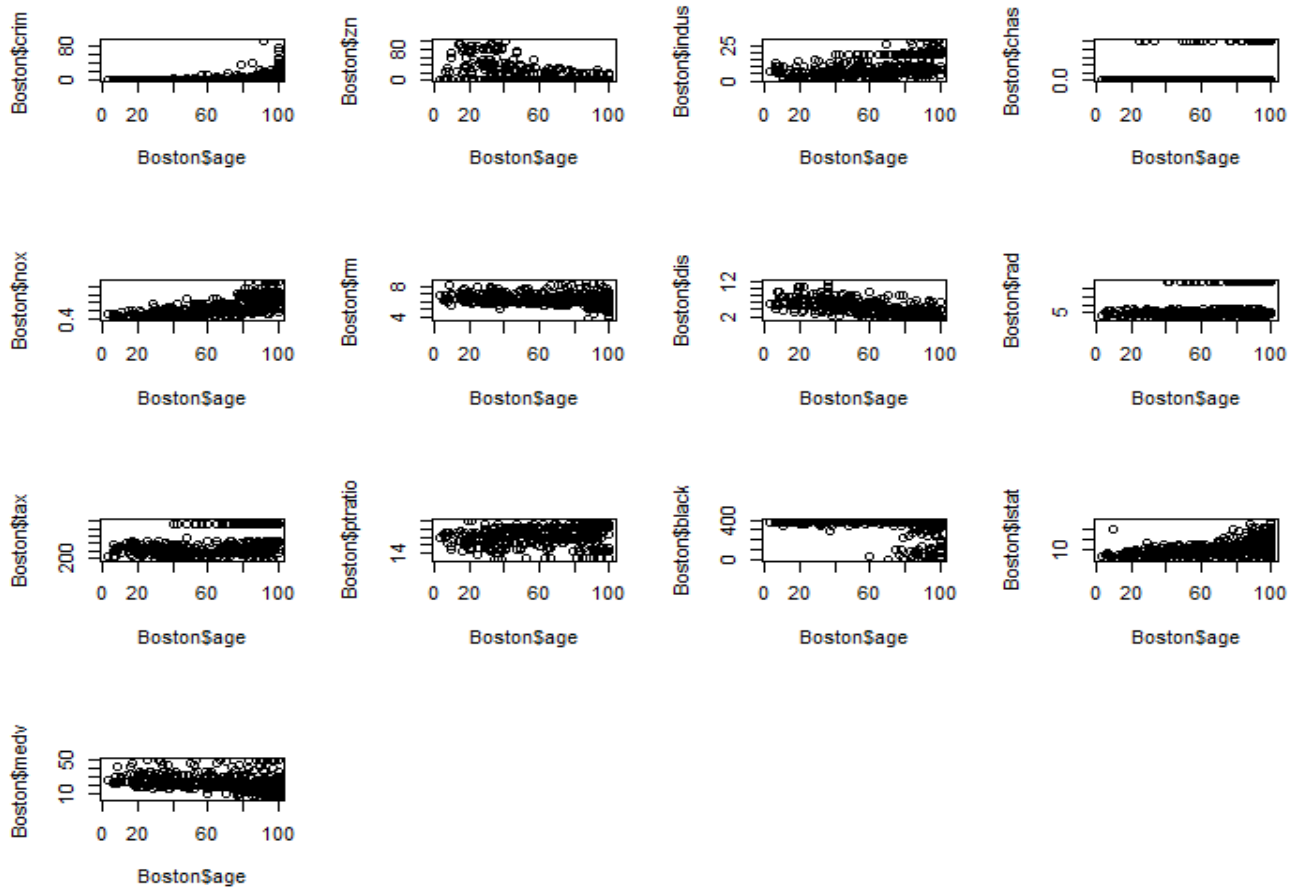 Boston$crim
0 80
0 20 60 100
Boston$age
Boston$zn
0 80
0 20 60 100
Boston$age
Boston$indus
0 25
0 20 60 100
Boston$age
Boston$chas
0.0
0 20 60 100
Boston$age
Boston$nox
0.4
0 20 60 100
Boston$age
Boston$rm
4 8
0 20 60 100
Boston$age
Boston$dis
2 12
0 20 60 100
Boston$age
Boston$rad
5
0 20 60 100
Boston$age
Boston$tax
200
0 20 60 100
Boston$age
Boston$ptratio
14
0 20 60 100
Boston$age
Boston$black
0 400
0 20 60 100
Boston$age
Boston$lstat
10
0 20 60 100
Boston$age
Boston$medv
10 50
0 20 60 100
Boston$age